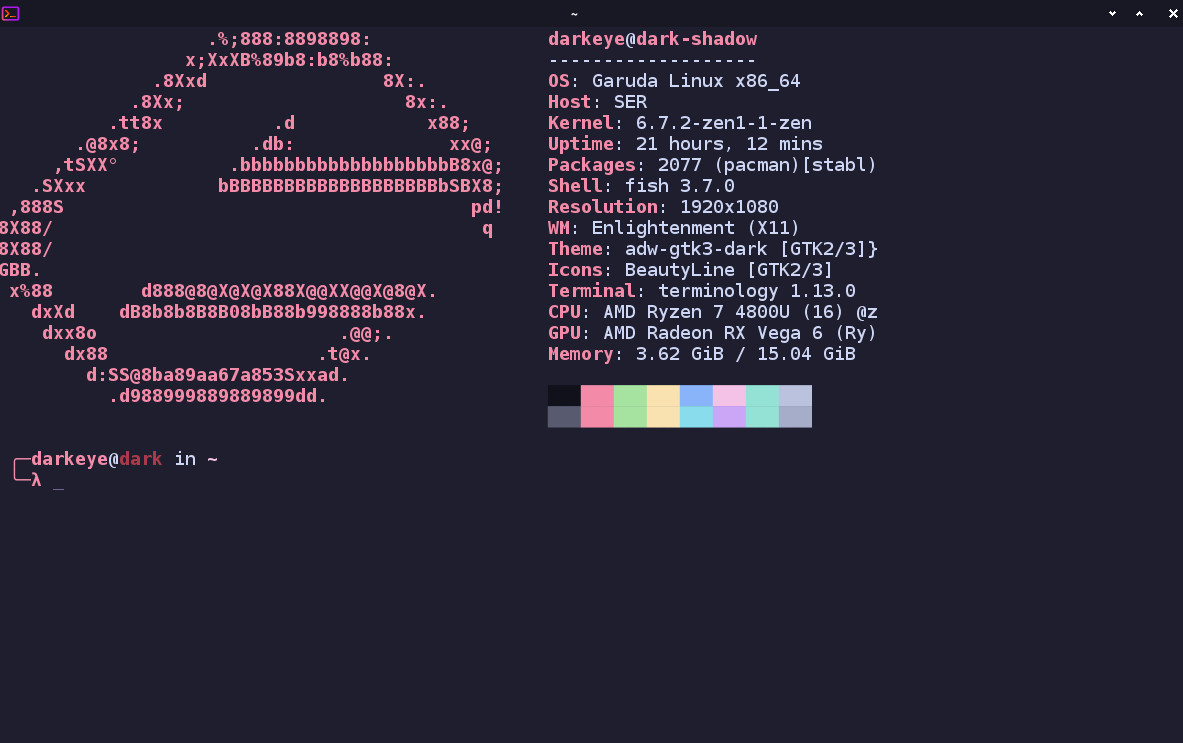 ~
darkeye@dark-shadow
-------------------
OS: Garuda Linux x86_64
Host: SER
Kernel: 6.7.2-zen1-1-zen
Uptime: 21 hours, 12 mins
Packages: 2077 (pacman)[stabl)
Shell: fish 3.7.0
Resolution: 1920x1080
WM: Enlightenment (X11)
Theme: adw-gtk3-dark [GTK2/3]}
Icons: BeautyLine [GTK2/3]
Terminal: terminology 1.13.0
CPU: AMD Ryzen 7 4800U (16) @z
GPU: AMD Radeon RX Vega 6 (Ry)
Memory: 3.62 GiB / 15.04 GiB
.%;888:8898898:
x;XxXB%89b8:b8%b88:
.8Xxd 8X:.
.8Xx; 8x:.
.tt8x .d x88;
.@8x8; .db: xx@;
,tSXX° .bbbbbbbbbbbbbbbbbbbB8x@;
.SXxx bBBBBBBBBBBBBBBBBBBBbSBX8;
,888S pd!
8X88/ q
8X88/
GBB.
x%88 d888@8@X@X@X88X@@XX@@X@8@X.
dxXd dB8b8b8B8B08bB88b998888b88x.
dxx8o .@@;.
dx88 .t@x.
d:SS@8ba89aa67a853Sxxad.
.d988999889889899dd.
╭─darkeye@dark in ~
╰─λ _